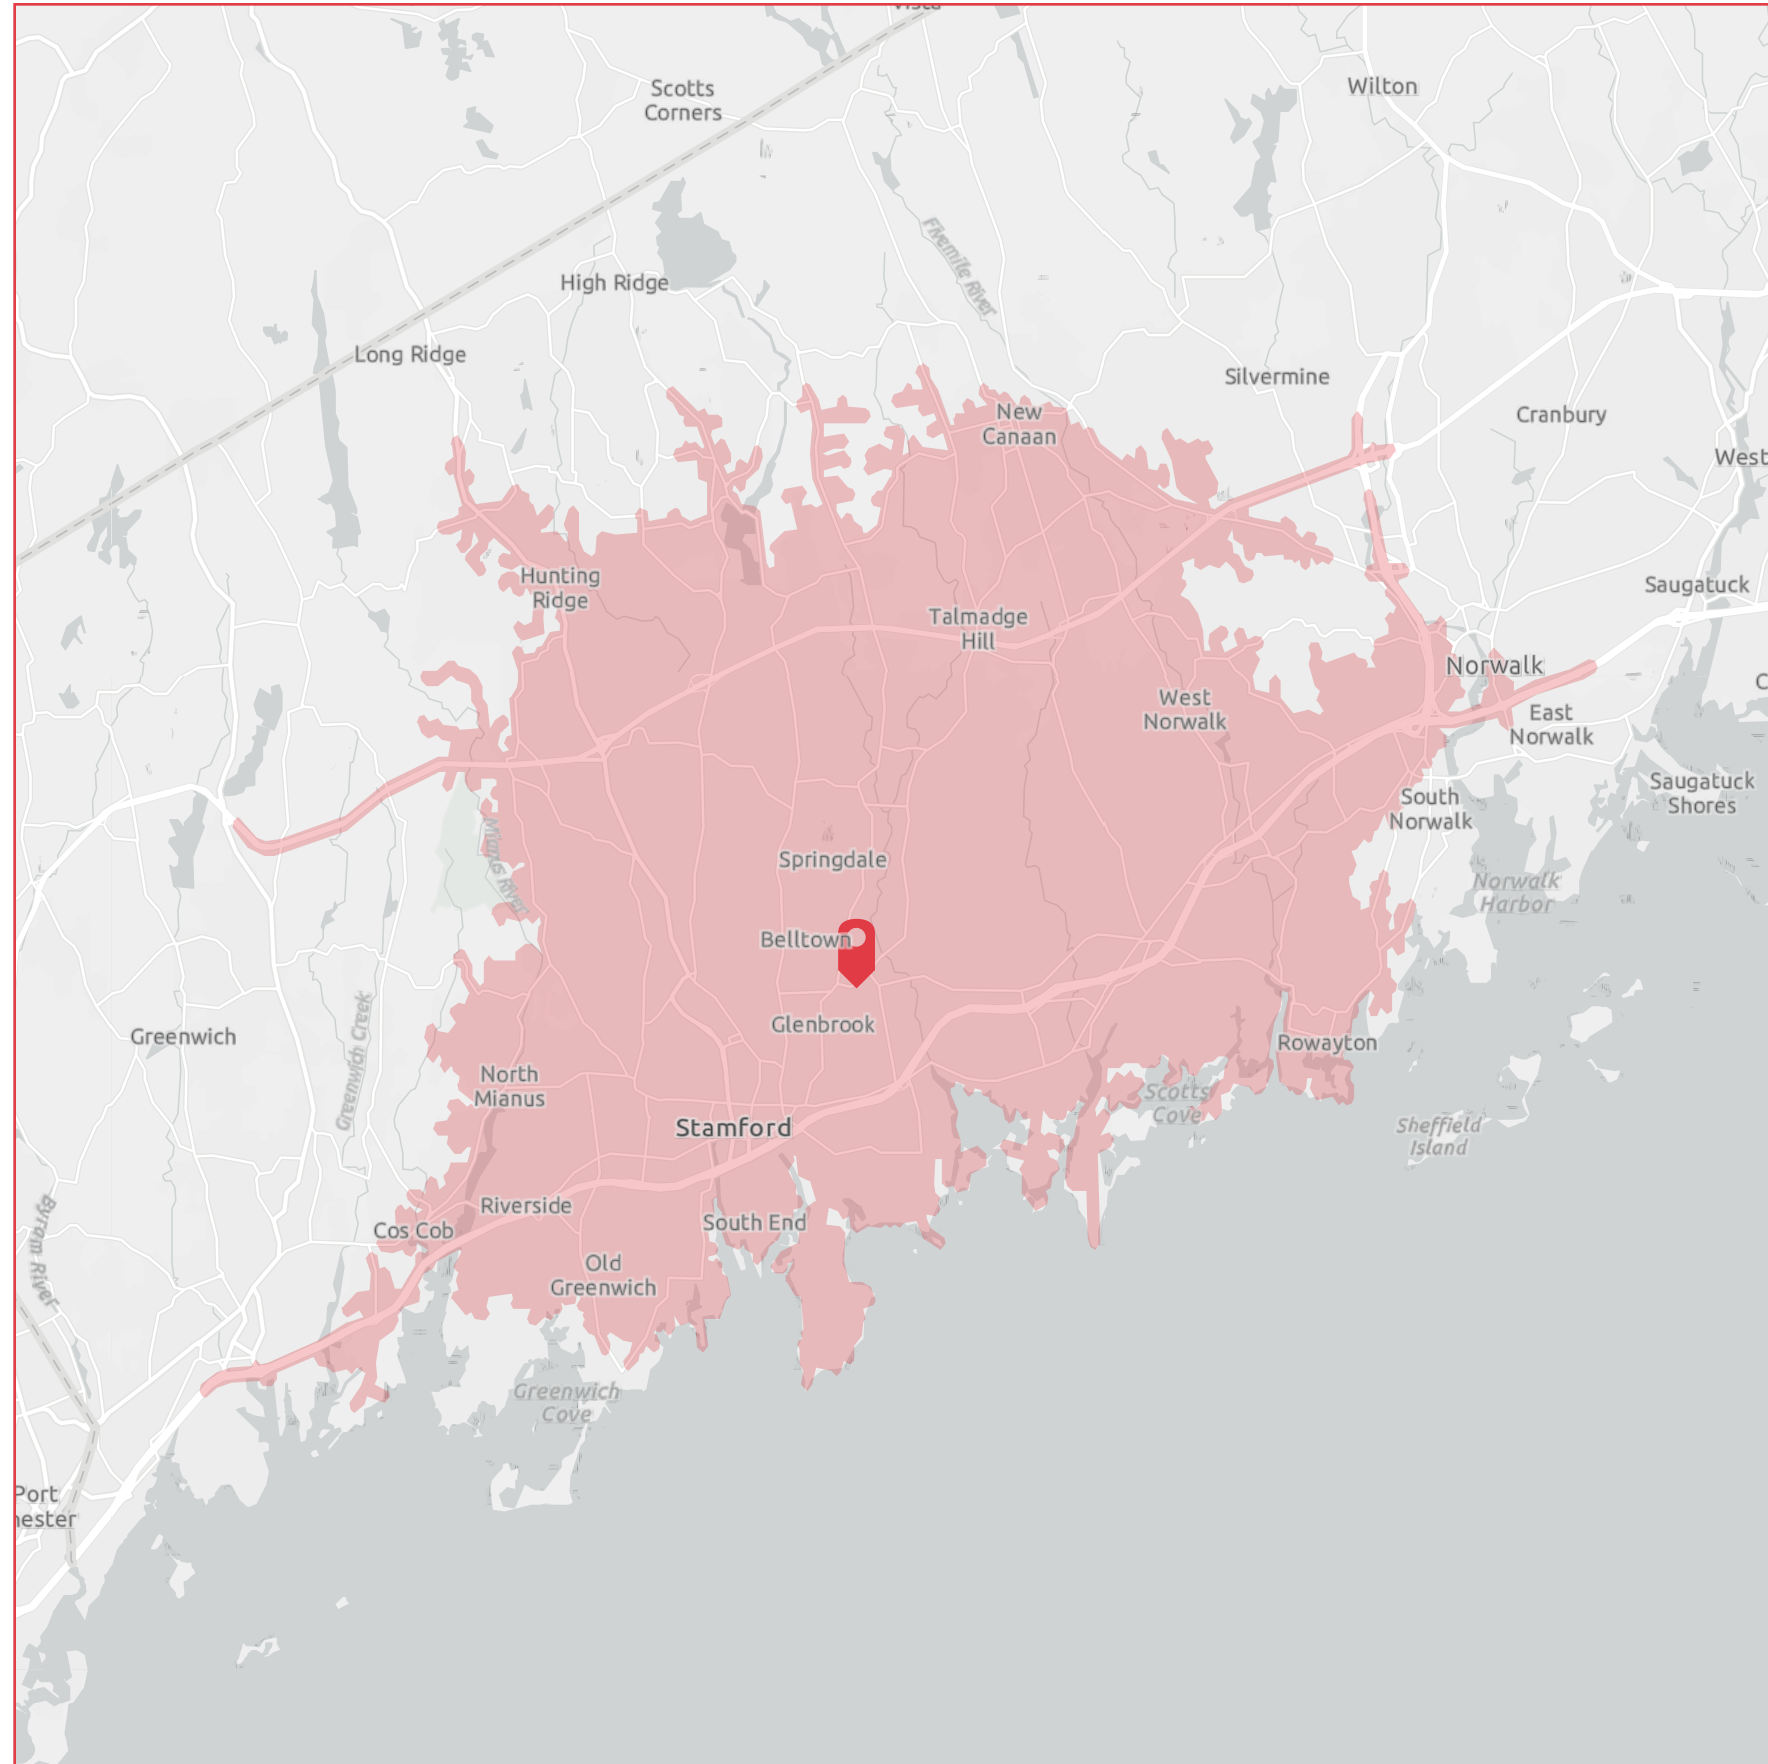 Vista
Scotts
Corners
Wilton
Fivemile River
High Ridge
Long Ridge
Silvermine
New
Canaan
Cranbury
West
Hunting
Ridge
Saugatuck
Talmadge
Hill
Norwalk
West
Norwalk
East
Norwalk
C
Saugatuck
Shores
South
Norwalk
Mianus River
Springdale
Norwalk
Harbor
Belltown
Greenwich Creek
Greenwich
Glenbrook
Rowayton
North
Mianus
Scotts
Cove
Stamford
Sheffield
Island
Byram River
Riverside
Cos Cob
South End
Old
Greenwich
Greenwich
Cove
Port
hester